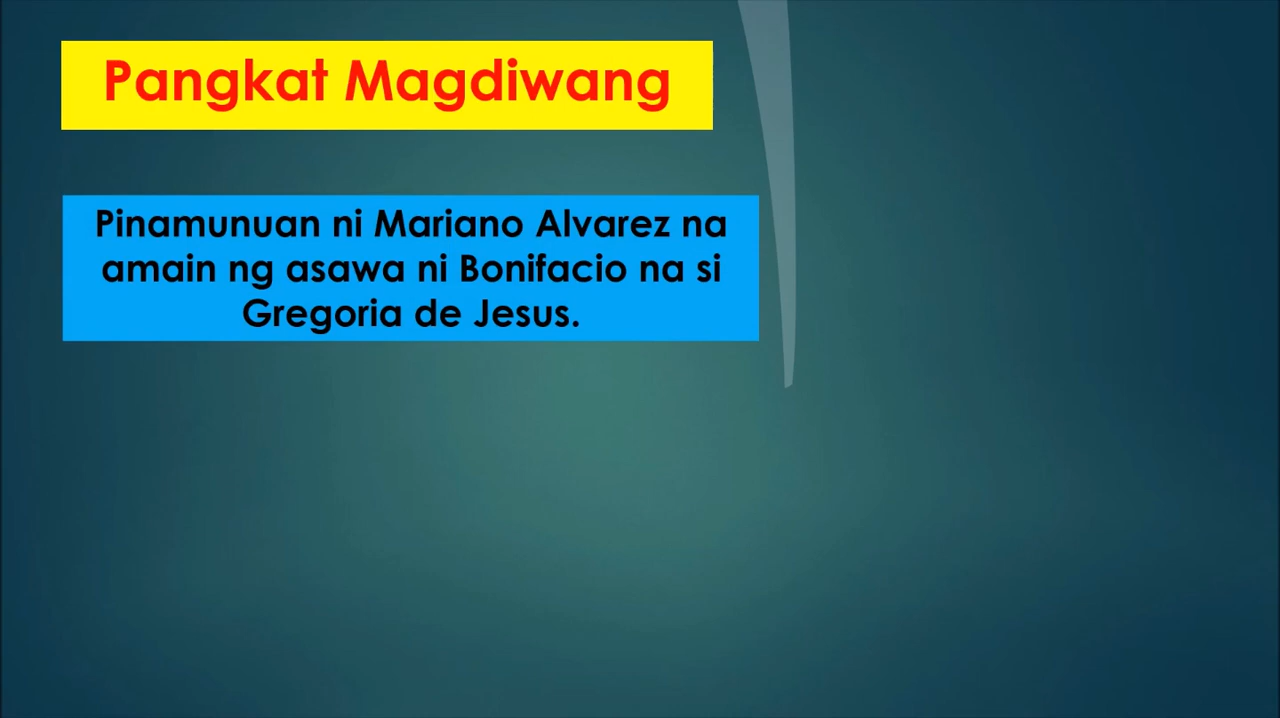 Pangkat Magdiwang
Pinamunuan ni Mariano Alvarez na
amain ng asawa ni Bonifacio na si
Gregoria de Jesus.